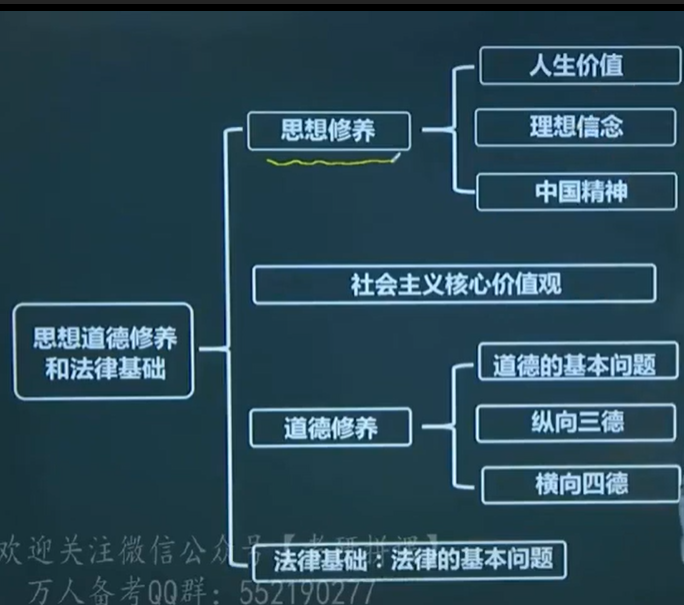 人生价值
思想修养
理想信念
中国精神
社会主义核心价值观
思想道德修养
和法律基础
道德的基本问题
道德修养
纵向三德
横向四德
欢迎关注微信公众号【考研拼课】
法律基础：法律的基本问题
万人备考QQ群：552190277